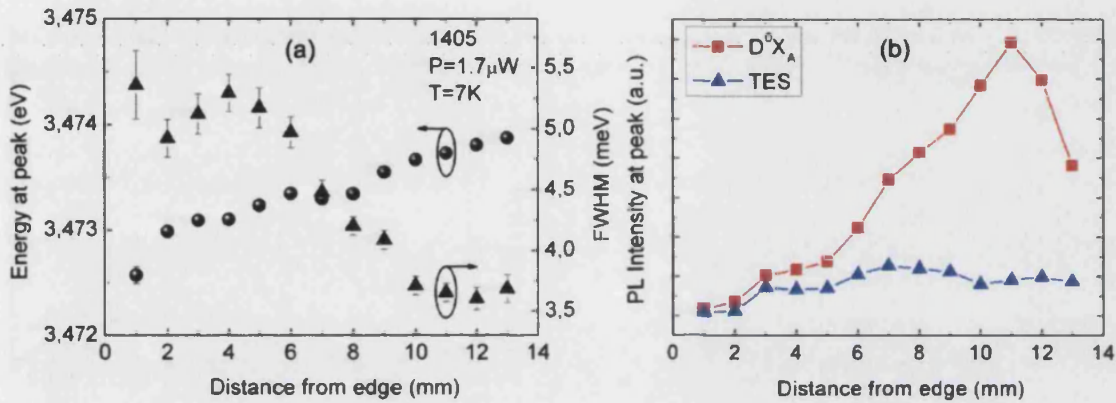 (a)
1405
P=1.7μW
T=7K
Energy at peak (eV)
3,475
3,474
3,473
3,472
FWHM (meV)
5.5
5.0
4.5
4.0
3.5
0 2 4 6 8 10 12 14
Distance from edge (mm)
(b)
D⁰X_A
TES
PL Intensity at peak (a.u.)
0 2 4 6 8 10 12 14
Distance from edge (mm)